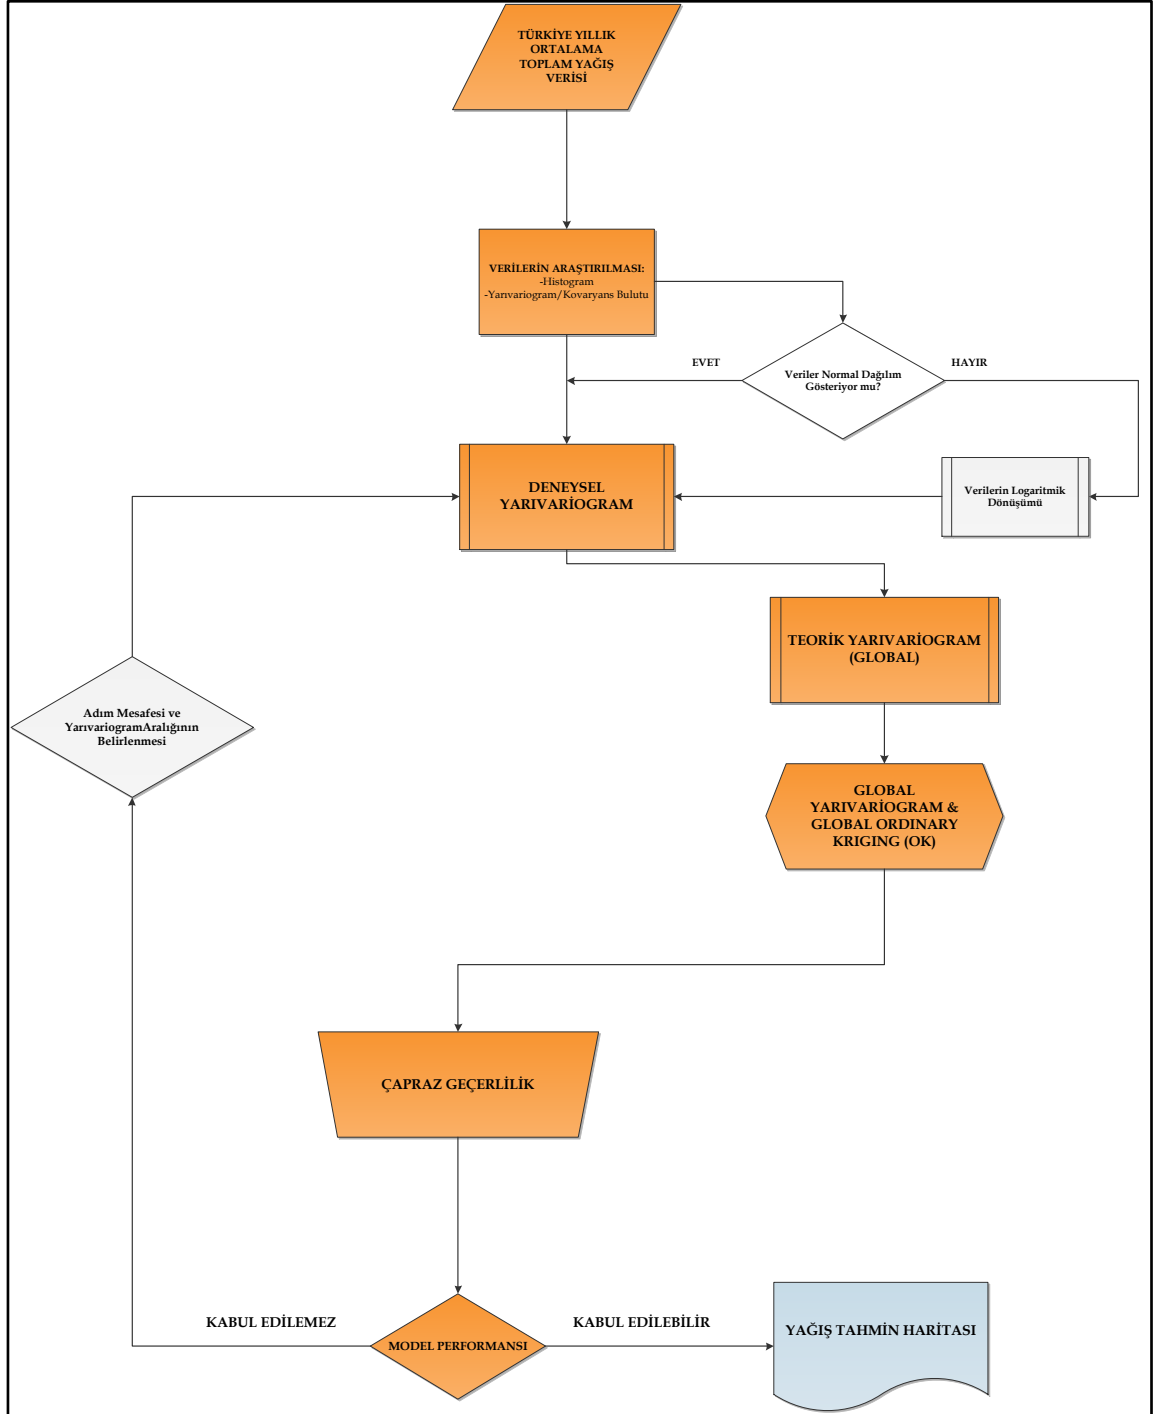 TÜRKİYE YILLIK
ORTALAMA
TOPLAM YAĞIŞ
VERİSİ
VERİLERİN ARAŞTIRILMASI:
-Histogram
-Yarıvariogram/Kovaryans Bulutu
EVET
HAYIR
Veriler Normal Dağılım
Gösteriyor mu?
DENEYSEL
YARIVARİOGRAM
Verilerin Logaritmik
Dönüşümü
TEORİK YARIVARİOGRAM
(GLOBAL)
Adım Mesafesi ve
YarıvariogramAralığının
Belirlenmesi
GLOBAL
YARIVARİOGRAM &
GLOBAL ORDINARY
KRIGING (OK)
ÇAPRAZ GEÇERLİLİK
KABUL EDİLEMEZ
KABUL EDİLEBİLİR
MODEL PERFORMANSI
YAĞIŞ TAHMİN HARİTASI